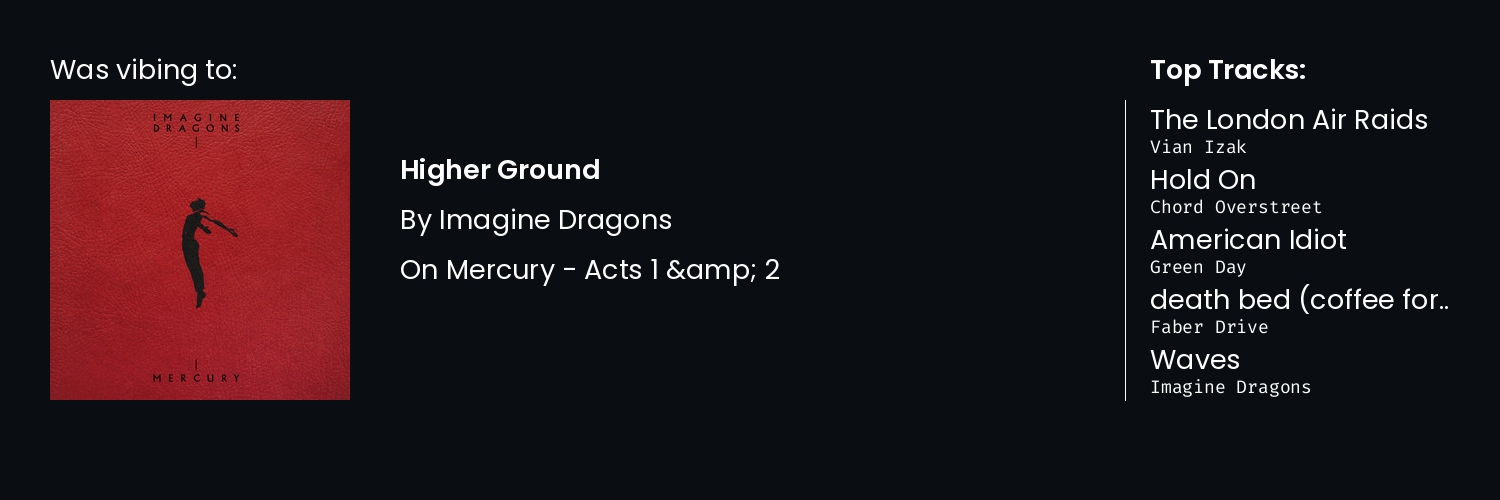 Was vibing to:
IMAGINE
DRAGONS
MERCURY
Higher Ground
By Imagine Dragons
On Mercury - Acts 1 &amp; 2
Top Tracks:
The London Air Raids
Vian Izak
Hold On
Chord Overstreet
American Idiot
Green Day
death bed (coffee for..
Faber Drive
Waves
Imagine Dragons